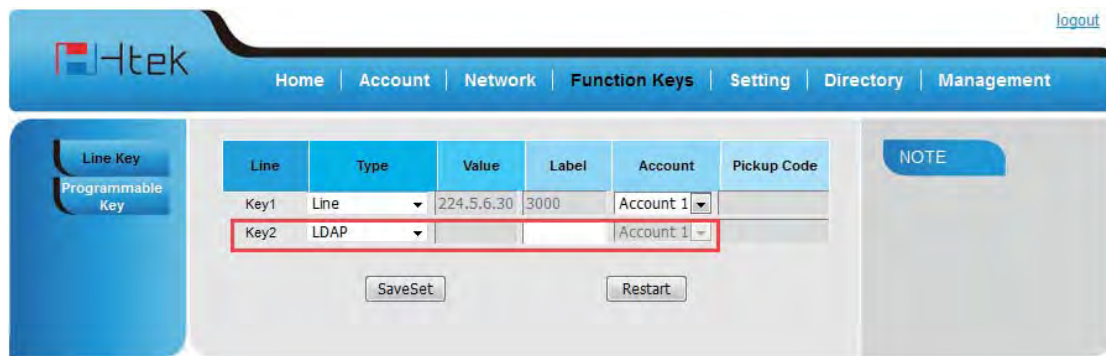 logout
Htek
Home | Account | Network | Function Keys | Setting | Directory | Management
Line Key
Programmable Key
NOTE
Line Type Value Label Account Pickup Code
Key1 Line 224.5.6.30 3000 Account 1
Key2 LDAP Account 1
SaveSet Restart